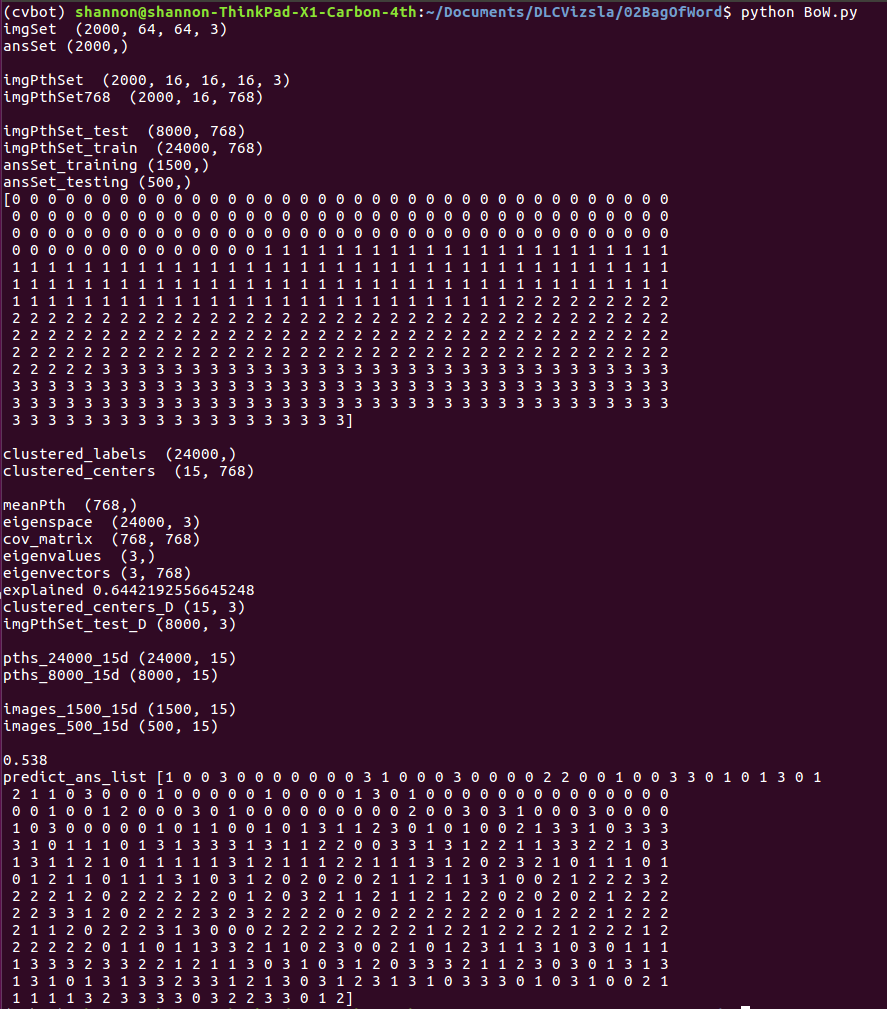 (cvbot) shannon@shannon-ThinkPad-X1-Carbon-4th:~/Documents/DLCVizsla/02BagOfWord$ python BoW.py
imgSet  (2000, 64, 64, 3)
ansSet (2000,)
imgPthSet  (2000, 16, 16, 16, 3)
imgPthSet768  (2000, 16, 768)
imgPthSet_test  (8000, 768)
imgPthSet_train  (24000, 768)
ansSet_training (1500,)
ansSet_testing (500,)
[0 0 0 0 0 0 0 0 0 0 0 0 0 0 0 0 0 0 0 0 0 0 0 0 0 0 0 0 0 0 0 0 0 0 0 0 0
0 0 0 0 0 0 0 0 0 0 0 0 0 0 0 0 0 0 0 0 0 0 0 0 0 0 0 0 0 0 0 0 0 0 0 0 0
0 0 0 0 0 0 0 0 0 0 0 0 0 0 0 0 0 0 0 0 0 0 0 0 0 0 0 0 0 0 0 0 0 0 0 0 0
0 0 0 0 0 0 0 0 0 0 0 0 0 0 1 1 1 1 1 1 1 1 1 1 1 1 1 1 1 1 1 1 1 1 1 1 1
1 1 1 1 1 1 1 1 1 1 1 1 1 1 1 1 1 1 1 1 1 1 1 1 1 1 1 1 1 1 1 1 1 1 1 1 1
1 1 1 1 1 1 1 1 1 1 1 1 1 1 1 1 1 1 1 1 1 1 1 1 1 1 1 1 1 1 1 1 1 1 1 1 1
1 1 1 1 1 1 1 1 1 1 1 1 1 1 1 1 1 1 1 1 1 1 1 1 1 1 1 1 2 2 2 2 2 2 2 2 2
2 2 2 2 2 2 2 2 2 2 2 2 2 2 2 2 2 2 2 2 2 2 2 2 2 2 2 2 2 2 2 2 2 2 2 2 2
2 2 2 2 2 2 2 2 2 2 2 2 2 2 2 2 2 2 2 2 2 2 2 2 2 2 2 2 2 2 2 2 2 2 2 2 2
2 2 2 2 2 2 2 2 2 2 2 2 2 2 2 2 2 2 2 2 2 2 2 2 2 2 2 2 2 2 2 2 2 2 2 2 2
2 2 2 2 2 3 3 3 3 3 3 3 3 3 3 3 3 3 3 3 3 3 3 3 3 3 3 3 3 3 3 3 3 3 3 3 3
3 3 3 3 3 3 3 3 3 3 3 3 3 3 3 3 3 3 3 3 3 3 3 3 3 3 3 3 3 3 3 3 3 3 3 3 3
3 3 3 3 3 3 3 3 3 3 3 3 3 3 3 3 3 3 3 3 3 3 3 3 3 3 3 3 3 3 3 3 3 3 3 3 3
3 3 3 3 3 3 3 3 3 3 3 3 3 3 3 3 3 3 3]
clustered_labels  (24000,)
clustered_centers  (15, 768)
meanPth  (768,)
eigenspace  (24000, 3)
cov_matrix  (768, 768)
eigenvalues  (3,)
eigenvectors (3, 768)
explained 0.6442192556645248
clustered_centers_D (15, 3)
imgPthSet_test_D (8000, 3)
pths_24000_15d (24000, 15)
pths_8000_15d (8000, 15)
images_1500_15d (1500, 15)
images_500_15d (500, 15)
0.538
predict_ans_list [1 0 0 3 0 0 0 0 0 0 0 3 1 0 0 0 3 0 0 0 0 2 2 0 0 1 0 0 3 3 0 1 0 1 3 0 1
2 1 1 0 3 0 0 0 1 0 0 0 0 0 1 0 0 0 0 1 3 0 1 0 0 0 0 0 0 0 0 0 0 0 0 0 0
0 0 1 0 0 1 2 0 0 0 3 0 1 0 0 0 0 0 0 0 0 0 2 0 0 3 0 3 1 0 0 0 3 0 0 0 0
1 0 3 0 0 0 0 0 1 0 1 1 0 0 1 0 1 3 1 1 2 3 0 1 0 1 0 0 2 1 3 3 1 0 3 3 3
3 1 0 1 1 1 0 1 3 1 3 3 3 1 3 1 1 2 2 0 0 3 3 1 3 1 2 2 1 1 3 3 2 2 1 0 3
1 3 1 1 2 1 0 1 1 1 1 1 3 1 2 1 1 1 2 2 1 1 1 3 1 2 0 2 3 2 1 0 1 1 1 0 1
0 1 2 1 1 0 1 1 1 3 1 0 3 1 2 0 2 0 2 0 2 1 1 2 1 1 3 1 0 0 2 1 2 2 2 3 2
2 2 2 1 2 0 2 2 2 2 2 2 0 1 2 0 3 2 1 1 2 1 1 2 1 2 2 0 2 0 2 0 2 1 2 2 2
2 2 3 3 1 2 0 2 2 2 2 3 2 3 2 2 2 2 0 2 0 2 2 2 2 2 2 2 0 1 2 2 2 1 2 2 2
2 1 1 2 0 2 2 2 3 1 3 0 0 0 2 2 2 2 2 2 2 2 2 1 2 2 1 2 2 2 2 1 2 2 2 1 2
2 2 2 2 2 0 1 1 0 1 1 3 3 2 1 1 0 2 3 0 0 2 1 0 1 2 3 1 1 3 1 0 3 0 1 1 1
1 3 3 3 2 3 3 2 2 1 2 1 1 3 0 3 1 0 3 1 2 0 3 3 3 2 1 1 2 3 0 3 0 1 3 1 3
1 3 1 0 1 3 1 3 3 2 3 3 1 2 1 3 0 3 1 2 3 1 3 1 0 3 3 3 0 1 0 3 1 0 0 2 1
1 1 1 1 3 2 3 3 3 3 3 0 3 2 2 3 3 0 1 2]